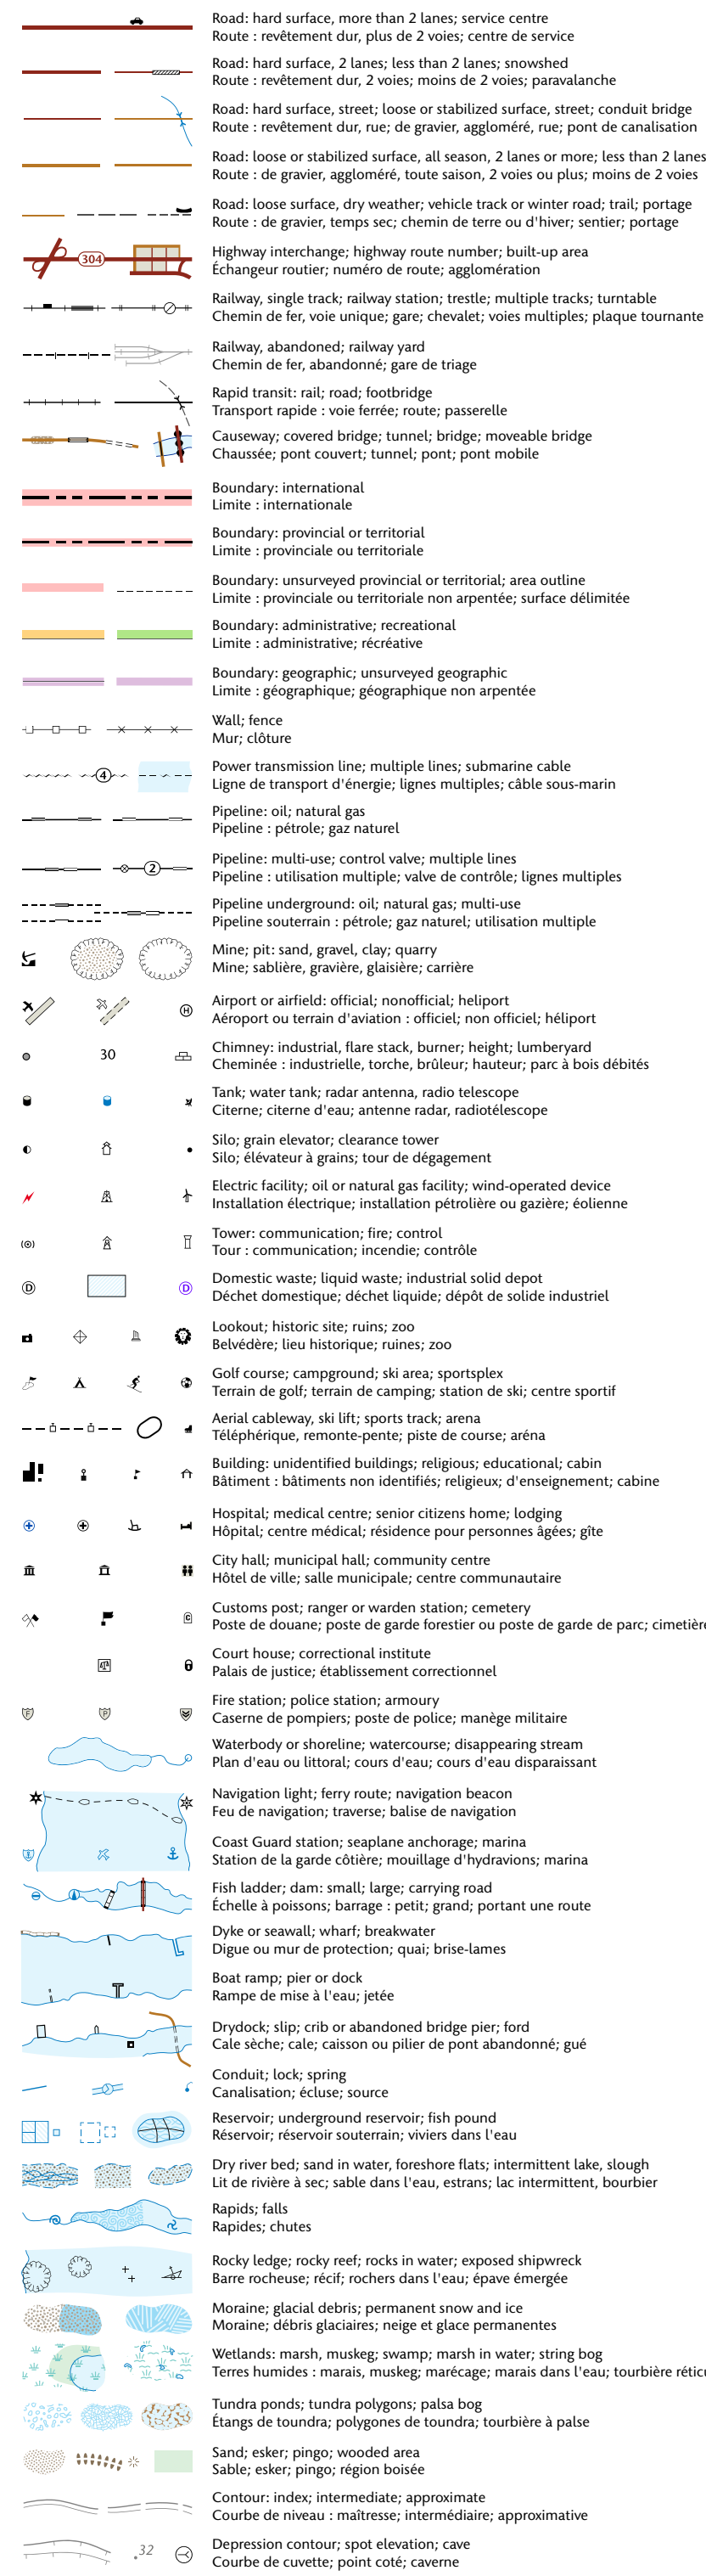 Road: hard surface, more than 2 lanes; service centre
Route : revêtement dur, plus de 2 voies; centre de service
Road: hard surface, 2 lanes; less than 2 lanes; snowshed
Route : revêtement dur, 2 voies; moins de 2 voies; paravalanche
Road: hard surface, street; loose or stabilized surface, street; conduit bridge
Route : revêtement dur, rue; de gravier, aggloméré, rue; pont de canalisation
Road: loose or stabilized surface, all season, 2 lanes or more; less than 2 lanes
Route : de gravier, aggloméré, toute saison, 2 voies ou plus; moins de 2 voies
Road: loose surface, dry weather; vehicle track or winter road; trail; portage
Route : de gravier, temps sec; chemin de terre ou d'hiver; sentier; portage
304
Highway interchange; highway route number; built-up area
Échangeur routier; numéro de route; agglomération
Railway, single track; railway station; trestle; multiple tracks; turntable
Chemin de fer, voie unique; gare; chevalet; voies multiples; plaque tournante
Railway, abandoned; railway yard
Chemin de fer, abandonné; gare de triage
Rapid transit: rail; road; footbridge
Transport rapide : voie ferrée; route; passerelle
Causeway; covered bridge; tunnel; bridge; moveable bridge
Chaussée; pont couvert; tunnel; pont; pont mobile
Boundary: international
Limite : internationale
Boundary: provincial or territorial
Limite : provinciale ou territoriale
Boundary: unsurveyed provincial or territorial; area outline
Limite : provinciale ou territoriale non arpentée; surface délimitée
Boundary: administrative; recreational
Limite : administrative; récréative
Boundary: geographic; unsurveyed geographic
Limite : géographique; géographique non arpentée
Wall; fence
Mur; clôture
4
Power transmission line; multiple lines; submarine cable
Ligne de transport d'énergie; lignes multiples; câble sous-marin
Pipeline: oil; natural gas
Pipeline : pétrole; gaz naturel
2
Pipeline: multi-use; control valve; multiple lines
Pipeline : utilisation multiple; valve de contrôle; lignes multiples
Pipeline underground: oil; natural gas; multi-use
Pipeline souterrain : pétrole; gaz naturel; utilisation multiple
Mine; pit: sand, gravel, clay; quarry
Mine; sablière, gravière, glaisière; carrière
H
Airport or airfield: official; nonofficial; heliport
Aéroport ou terrain d'aviation : officiel; non officiel; héliport
30
Chimney: industrial, flare stack, burner; height; lumberyard
Cheminée : industrielle, torche, brûleur; hauteur; parc à bois débités
Tank; water tank; radar antenna, radio telescope
Citerne; citerne d'eau; antenne radar, radiotélescope
Silo; grain elevator; clearance tower
Silo; élévateur à grains; tour de dégagement
Electric facility; oil or natural gas facility; wind-operated device
Installation électrique; installation pétrolière ou gazière; éolienne
Tower: communication; fire; control
Tour : communication; incendie; contrôle
D D
Domestic waste; liquid waste; industrial solid depot
Déchet domestique; déchet liquide; dépôt de solide industriel
Lookout; historic site; ruins; zoo
Belvédère; lieu historique; ruines; zoo
Golf course; campground; ski area; sportsplex
Terrain de golf; terrain de camping; station de ski; centre sportif
Aerial cableway, ski lift; sports track; arena
Téléphérique, remonte-pente; piste de course; aréna
Building: unidentified buildings; religious; educational; cabin
Bâtiment : bâtiments non identifiés; religieux; d'enseignement; cabine
Hospital; medical centre; senior citizens home; lodging
Hôpital; centre médical; résidence pour personnes âgées; gîte
City hall; municipal hall; community centre
Hôtel de ville; salle municipale; centre communautaire
C
Customs post; ranger or warden station; cemetery
Poste de douane; poste de garde forestier ou poste de garde de parc; cimetière
Court house; correctional institute
Palais de justice; établissement correctionnel
F P
Fire station; police station; armoury
Caserne de pompiers; poste de police; manège militaire
Waterbody or shoreline; watercourse; disappearing stream
Plan d'eau ou littoral; cours d'eau; cours d'eau disparaissant
Navigation light; ferry route; navigation beacon
Feu de navigation; traverse; balise de navigation
Coast Guard station; seaplane anchorage; marina
Station de la garde côtière; mouillage d'hydravions; marina
Fish ladder; dam: small; large; carrying road
Échelle à poissons; barrage : petit; grand; portant une route
Dyke or seawall; wharf; breakwater
Digue ou mur de protection; quai; brise-lames
Boat ramp; pier or dock
Rampe de mise à l'eau; jetée
Drydock; slip; crib or abandoned bridge pier; ford
Cale sèche; cale; caisson ou pilier de pont abandonné; gué
Conduit; lock; spring
Canalisation; écluse; source
Reservoir; underground reservoir; fish pound
Réservoir; réservoir souterrain; viviers dans l'eau
Dry river bed; sand in water, foreshore flats; intermittent lake, slough
Lit de rivière à sec; sable dans l'eau, estrans; lac intermittent, bourbier
Rapids; falls
Rapides; chutes
Rocky ledge; rocky reef; rocks in water; exposed shipwreck
Barre rocheuse; récif; rochers dans l'eau; épave émergée
Moraine; glacial debris; permanent snow and ice
Moraine; débris glaciaires; neige et glace permanentes
Wetlands: marsh, muskeg; swamp; marsh in water; string bog
Terres humides : marais, muskeg; marécage; marais dans l'eau; tourbière
Tundra ponds; tundra polygons; palsa bog
Étangs de toundra; polygones de toundra; tourbière à palse
Sand; esker; pingo; wooded area
Sable; esker; pingo; région boisée
Contour: index; intermediate; approximate
Courbe de niveau : maîtresse; intermédiaire; approximative
.32
Depression contour; spot elevation; cave
Courbe de cuvette; point coté; caverne